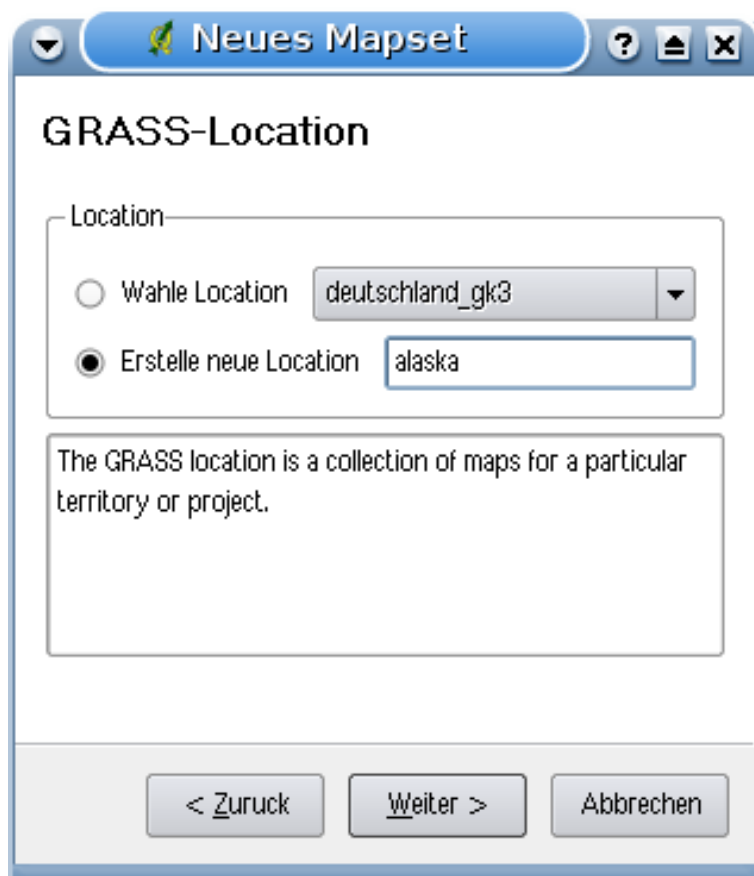 Neues Mapset
GRASS-Location
Location
Wahle Location deutschland_gk3
Erstelle neue Location alaska
The GRASS location is a collection of maps for a particular
territory or project.
< Zuruck Weiter > Abbrechen